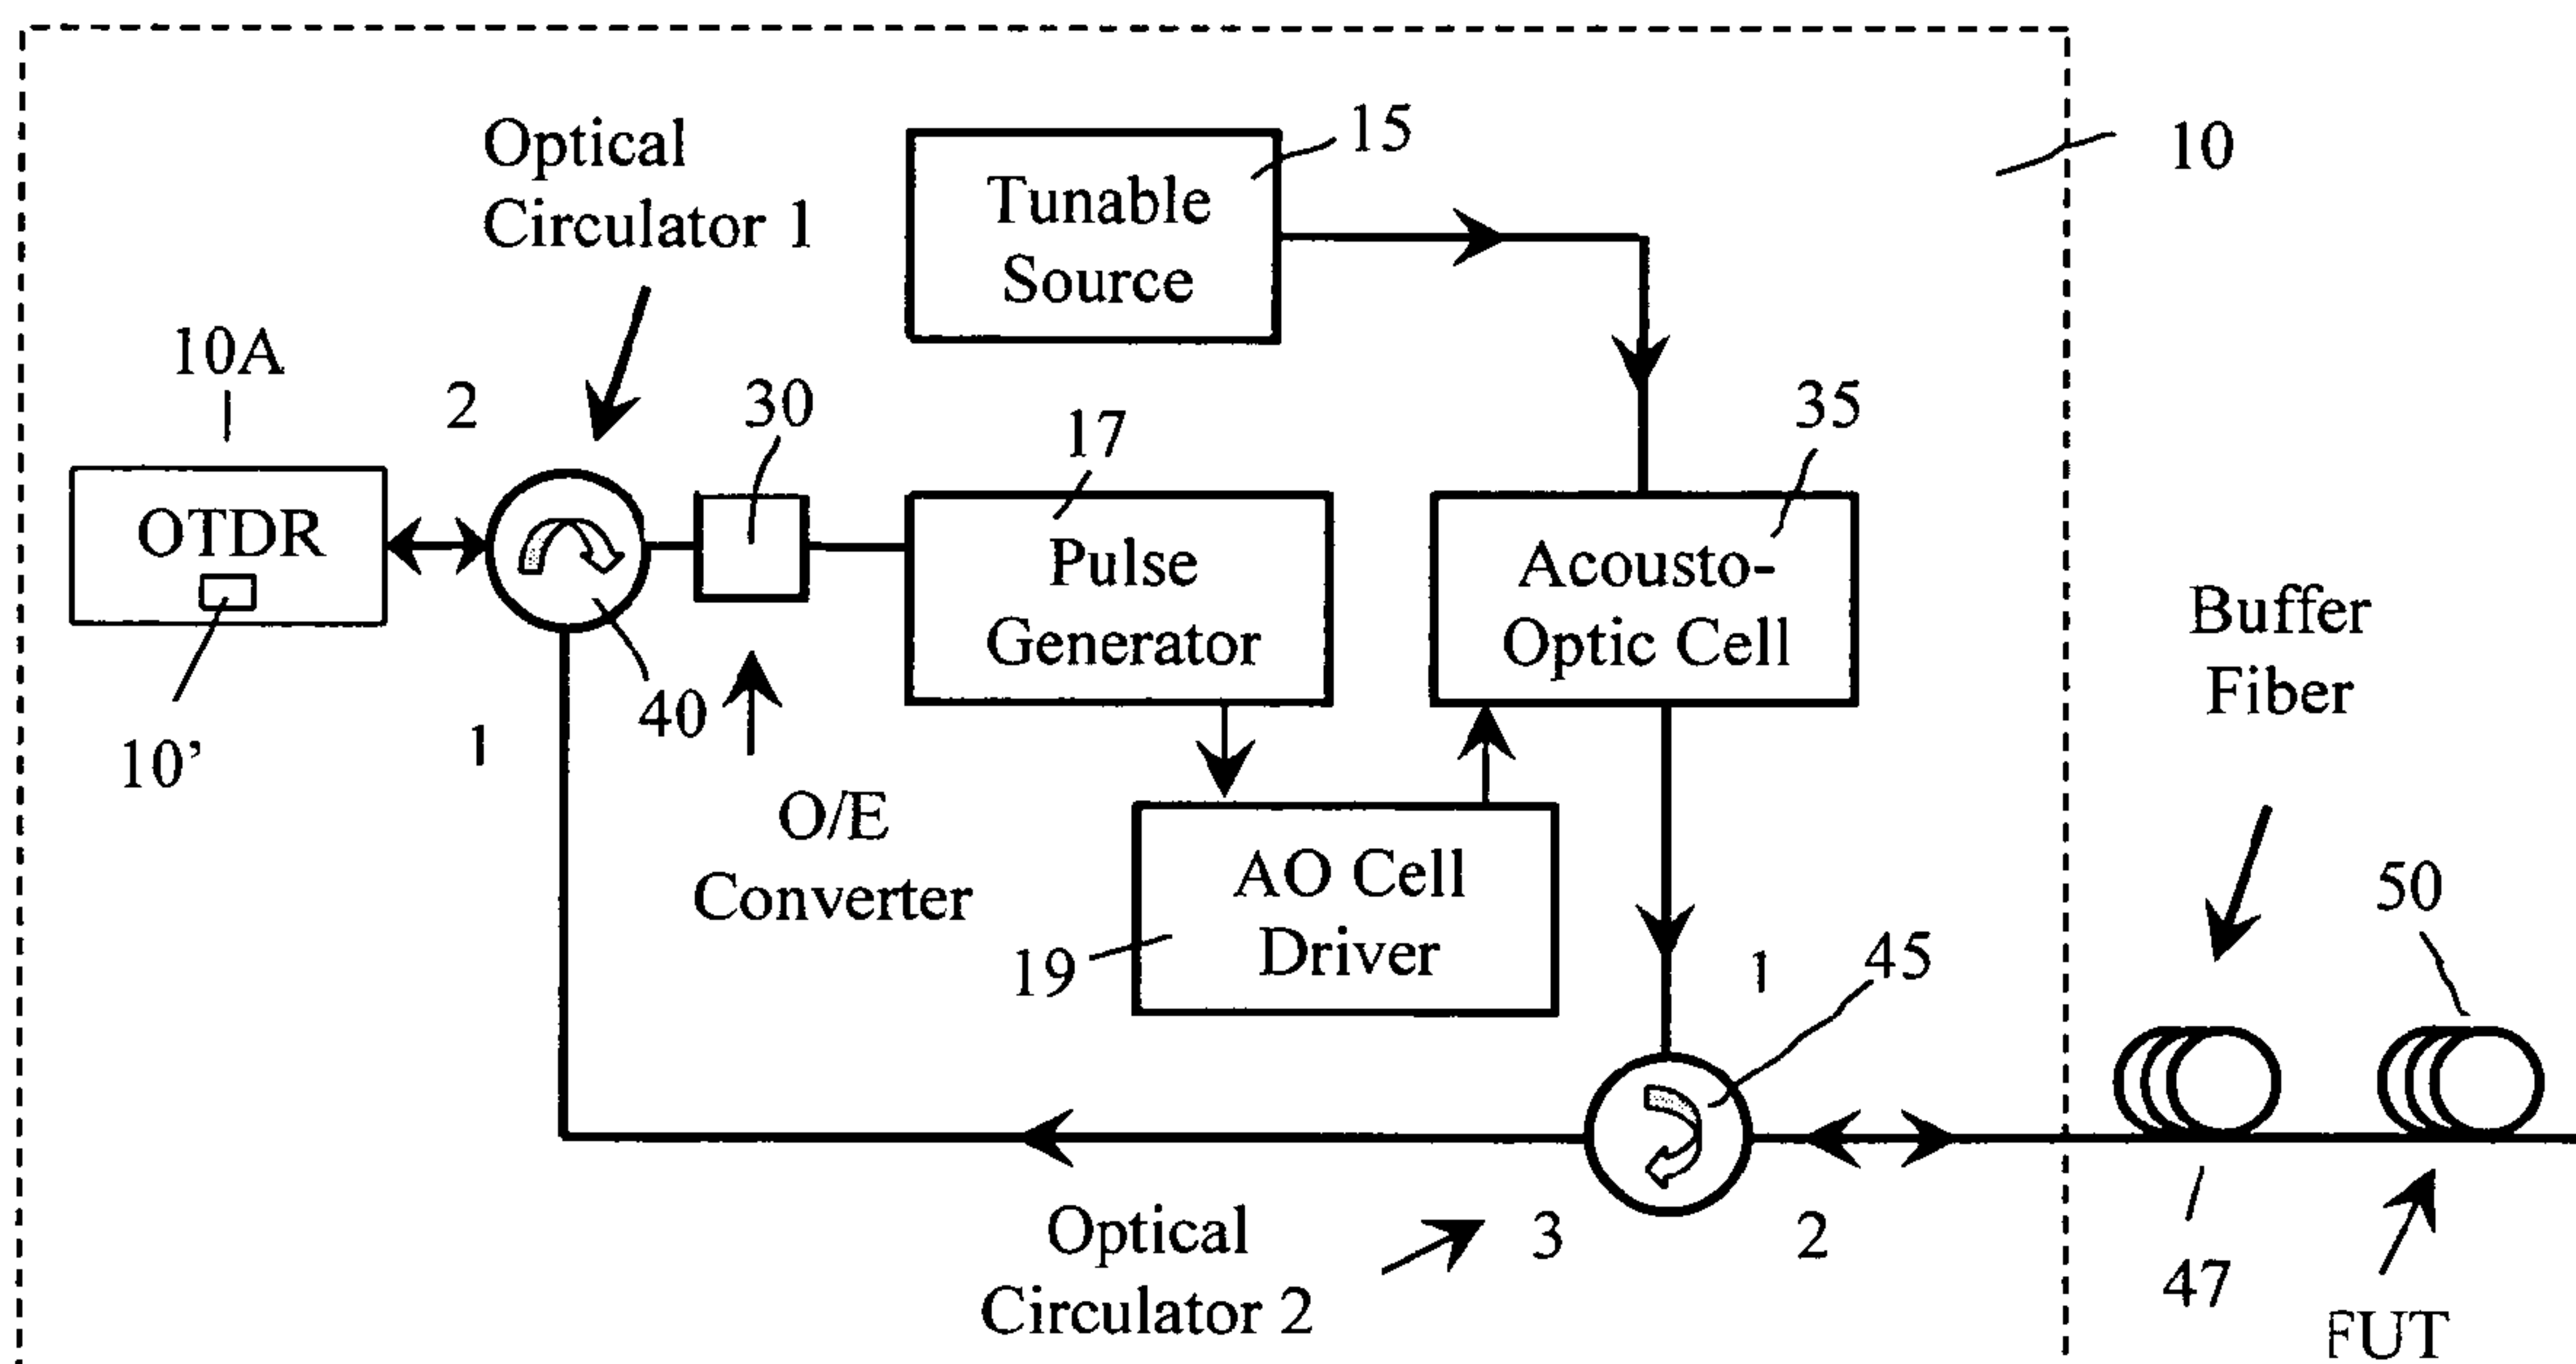 Optical
Circulator 1
Tunable
Source
15
10
10A
2
30
17
35
OTDR
Pulse
Generator
Acousto-
Optic Cell
Buffer
Fiber
10’
1
40
O/E
Converter
AO Cell
Driver
19
1
45
50
Optical
Circulator 2
3
2
47
FUT